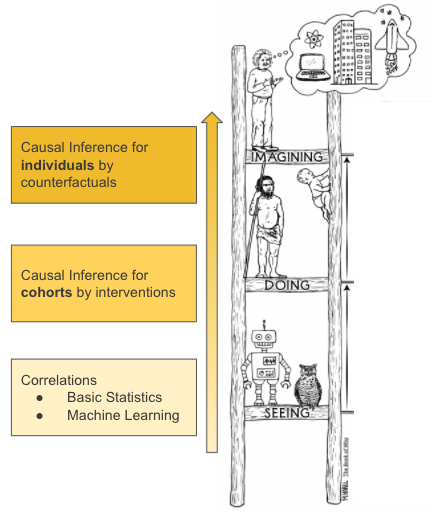 Causal Inference for
individuals by
counterfactuals
Causal Inference for
cohorts by interventions
Correlations
● Basic Statistics
● Machine Learning
IMAGINING
DOING
SEEING
The Book of Why